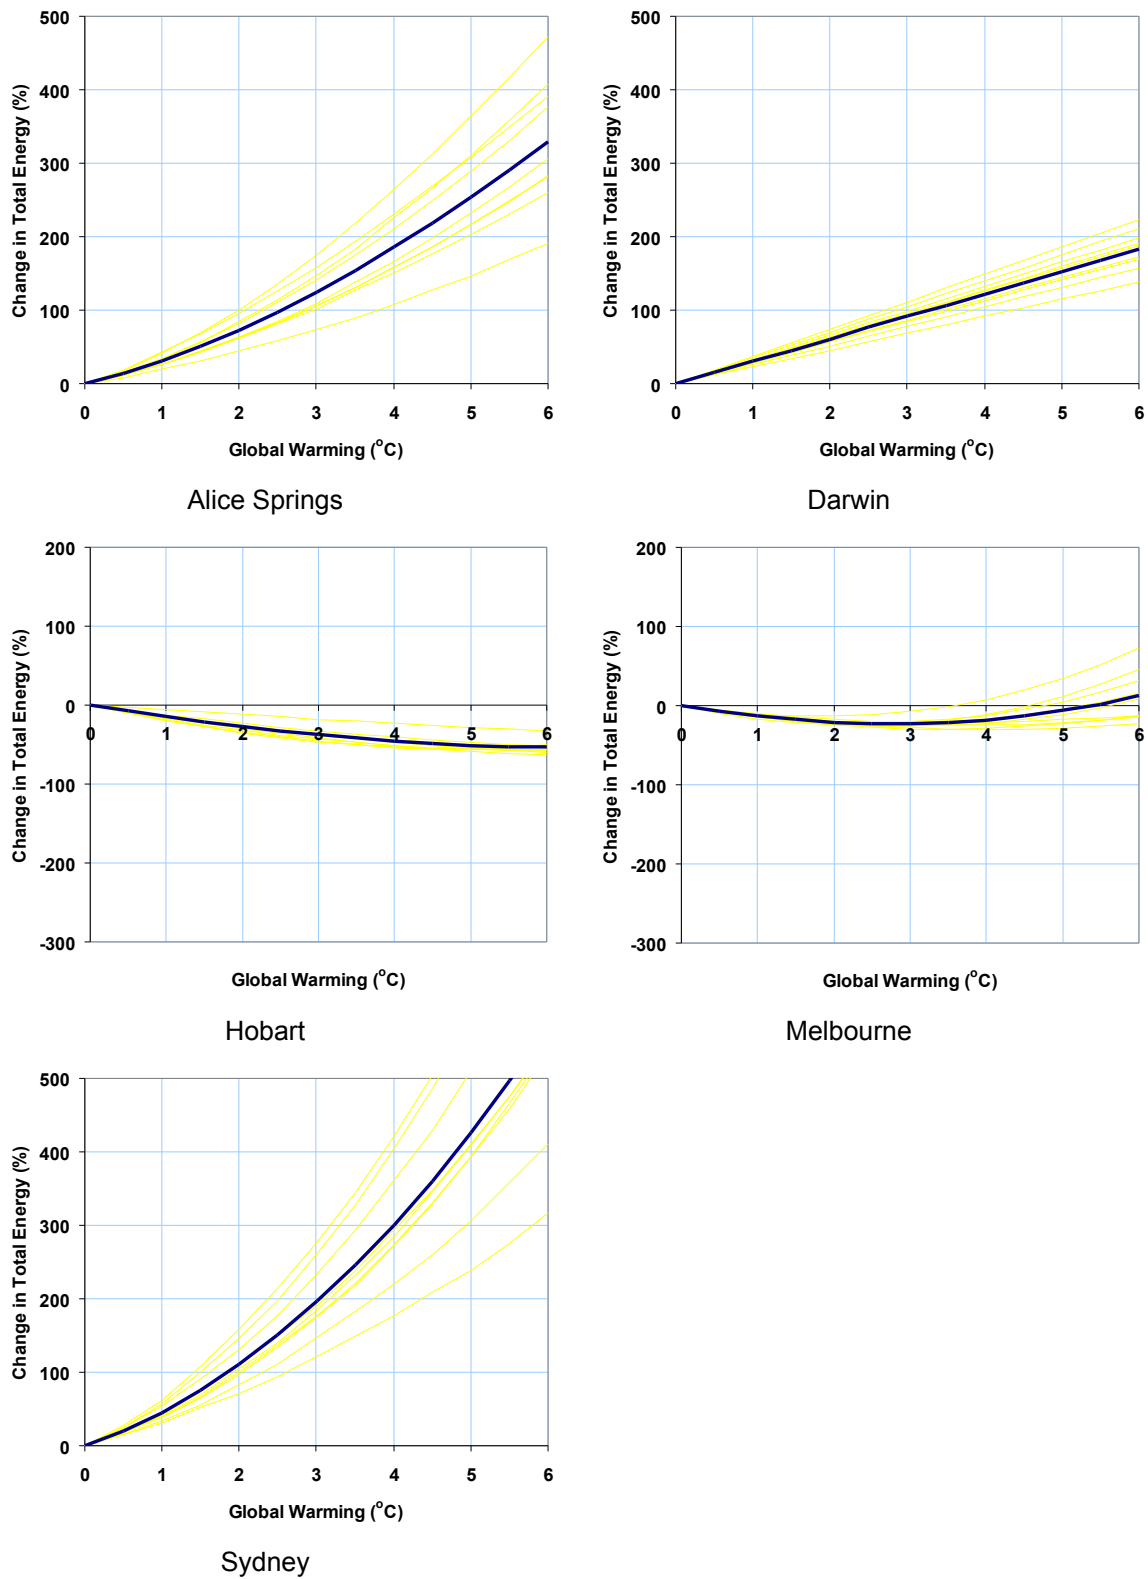 500
400
300
200
100
0
Change in Total Energy (%)
0 1 2 3 4 5 6
Global Warming (°C)
Alice Springs
500
400
300
200
100
0
Change in Total Energy (%)
0 1 2 3 4 5 6
Global Warming (°C)
Darwin
200
100
0
-100
-200
-300
Change in Total Energy (%)
0 1 2 3 4 5 6
Global Warming (°C)
Hobart
200
100
0
-100
-200
-300
Change in Total Energy (%)
0 1 2 3 4 5 6
Global Warming (°C)
Melbourne
500
400
300
200
100
0
Change in Total Energy (%)
0 1 2 3 4 5 6
Global Warming (°C)
Sydney